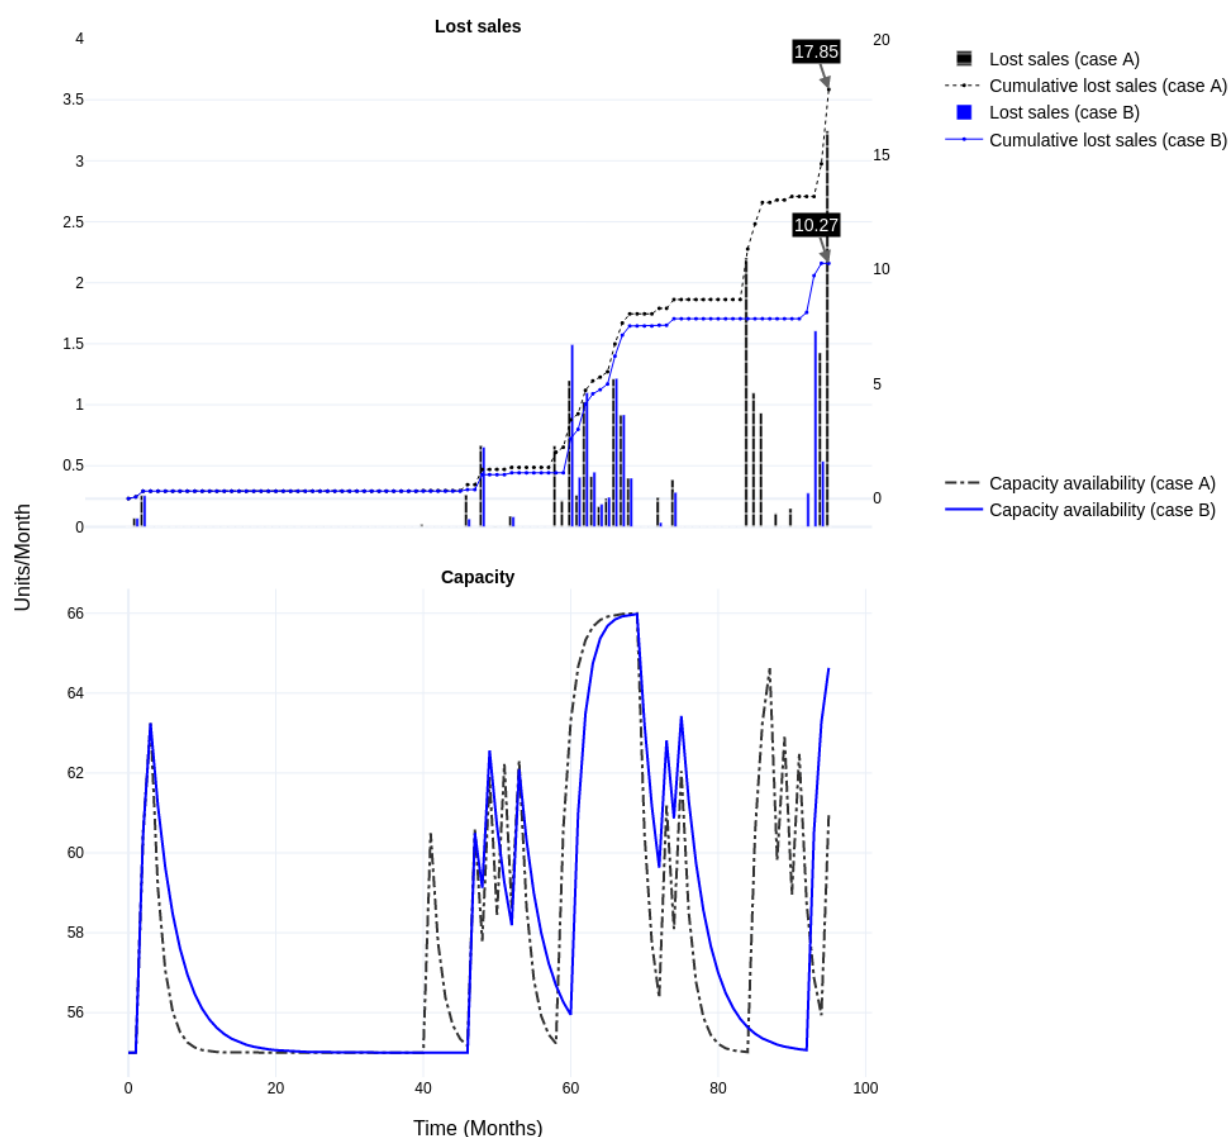 Lost sales
4
3.5
3
2.5
2
1.5
1
0.5
0
20
15
10
5
0
17.85
10.27
Lost sales (case A)
Cumulative lost sales (case A)
Lost sales (case B)
Cumulative lost sales (case B)
Capacity availability (case A)
Capacity availability (case B)
Units/Month
Capacity
66
64
62
60
58
56
0
20
40
60
80
100
Time (Months)